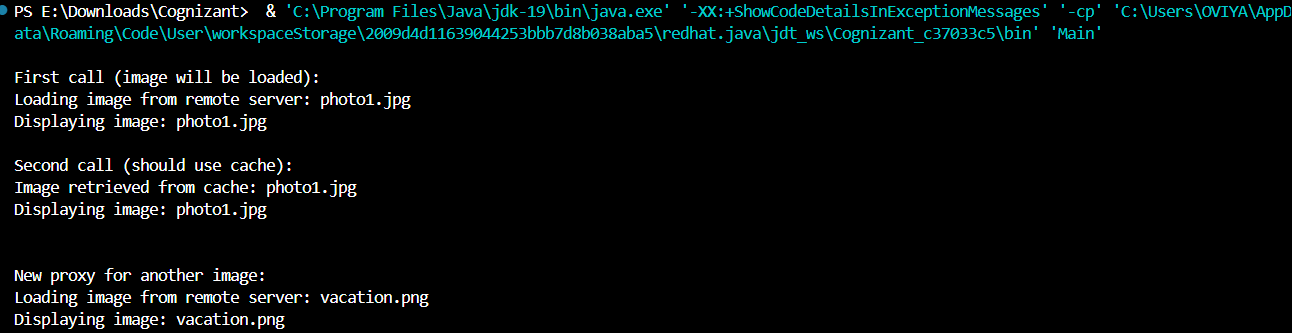 PS E:\Downloads\Cognizant>  & 'C:\Program Files\Java\jdk-19\bin\java.exe' '-XX:+ShowCodeDetailsInExceptionMessages' '-cp' 'C:\Users\OVIYA\AppD
ata\Roaming\Code\User\workspaceStorage\2009d4d11639044253bbb7d8b038aba5\redhat.java\jdt_ws\Cognizant_c37033c5\bin' 'Main'
First call (image will be loaded):
Loading image from remote server: photo1.jpg
Displaying image: photo1.jpg
Second call (should use cache):
Image retrieved from cache: photo1.jpg
Displaying image: photo1.jpg
New proxy for another image:
Loading image from remote server: vacation.png
Displaying image: vacation.png